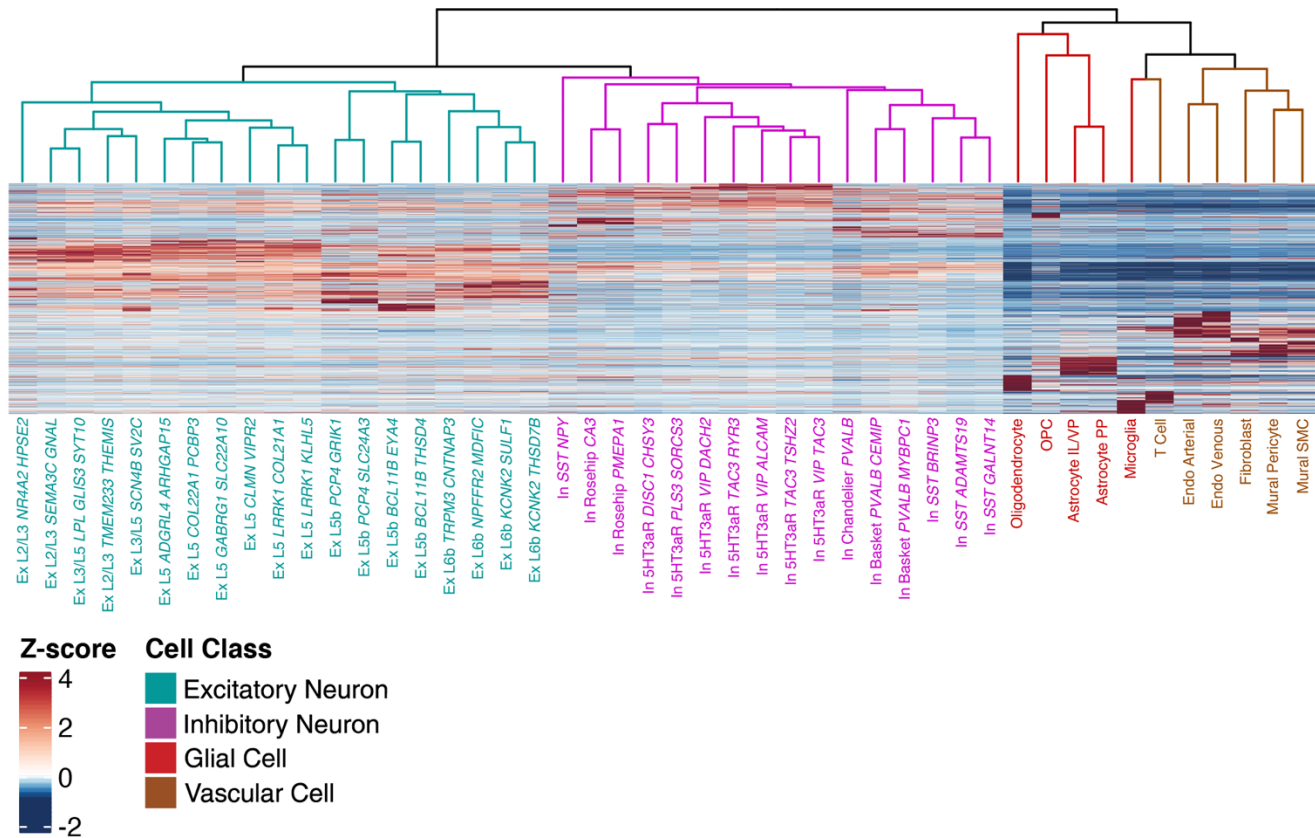 Ex L2/L3 NR4A2 HPSE2
Ex L2/L3 SEMA3C GNAL
Ex L3/L5 LPL GLIS3 SYT10
Ex L2/L3 TMEM233 THEMIS
Ex L3/L5 SCN4B SV2C
Ex L5 ADGRL4 ARHGAP15
Ex L5 COL22A1 PCBP3
Ex L5 GABRG1 SLC22A10
Ex L5 CLMN VIPR2
Ex L5 LRRK1 COL21A1
Ex L5 LRRK1 KLHL5
Ex L5b PCP4 GRIK1
Ex L5b PCP4 SLC24A3
Ex L5b BCL11B EYA4
Ex L5b BCL11B THSD4
Ex L6b TRPM3 CNTNAP3
Ex L6b NPFFR2 MDFIC
Ex L6b KCNK2 SULF1
Ex L6b KCNK2 THSD7B
In SST NPY
In Rosehip CA3
In Rosehip PMEPA1
In 5HT3aR DISC1 CHSY3
In 5HT3aR PLS3 SORCS3
In 5HT3aR VIP DACH2
In 5HT3aR TAC3 RYR3
In 5HT3aR VIP ALCAM
In 5HT3aR TAC3 TSHZ2
In 5HT3aR VIP TAC3
In Chandelier PVALB
In Basket PVALB CEMIP
In Basket PVALB MYBPC1
In SST BRINP3
In SST ADAMTS19
In SST GALNT14
Oligodendrocyte
OPC
Astrocyte IL/VP
Astrocyte PP
Microglia
T Cell
Endo Arterial
Endo Venous
Fibroblast
Mural Pericyte
Mural SMC
Z-score
4
2
0
-2
Cell Class
Excitatory Neuron
Inhibitory Neuron
Glial Cell
Vascular Cell